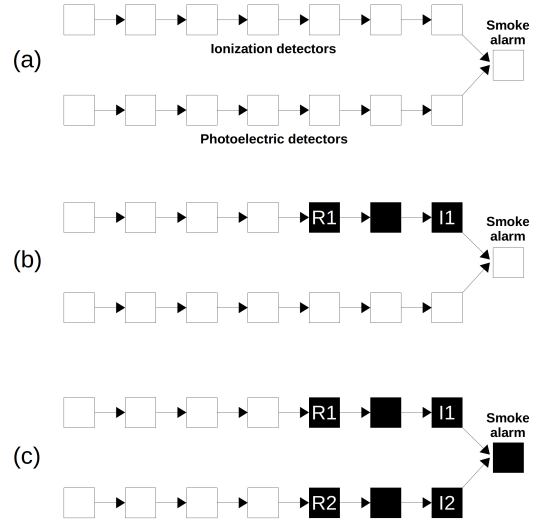 Smoke
alarm
(a)
Ionization detectors
Photoelectric detectors
R1 I1
Smoke
alarm
(b)
R1 I1
Smoke
alarm
(c)
R2 I2